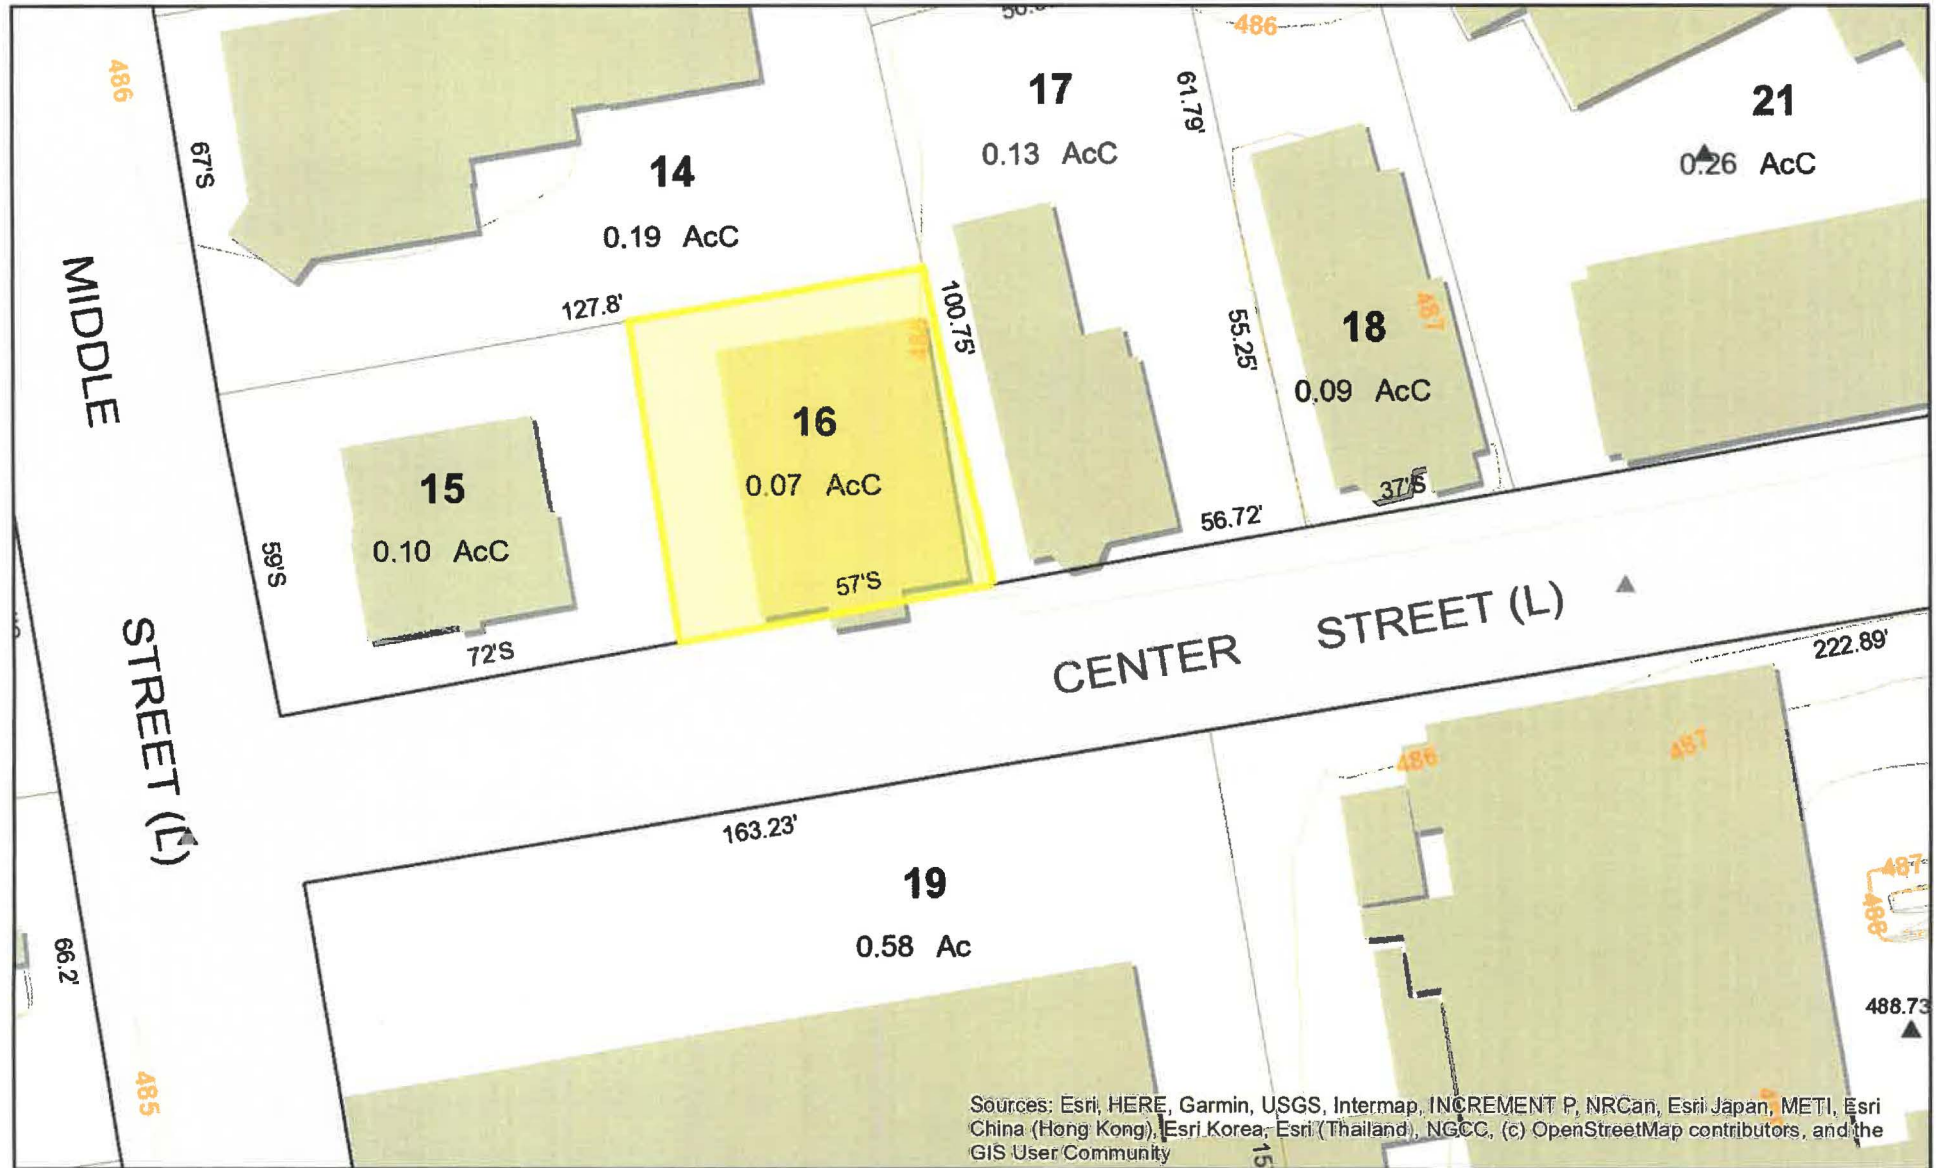 486
486
17
61.79'
21
0.13 AcC
0.26 AcC
67'S
14
0.19 AcC
MIDDLE
127.8'
100.75'
55.25'
487
18
0.09 AcC
16
0.07 AcC
15
0.10 AcC
59'S
57'S
72'S
37'S
56.72'
CENTER STREET (L)
222.89'
STREET (L)
163.23'
486
487
19
0.58 Ac
487
488
66.2'
488.73
485
Sources: Esri, HERE, Garmin, USGS, Intermap, INCREMENT P, NRCan, Esri Japan, METI, Esri
China (Hong Kong), Esri Korea, Esri (Thailand), NGCC, (c) OpenStreetMap contributors, and the
GIS User Community